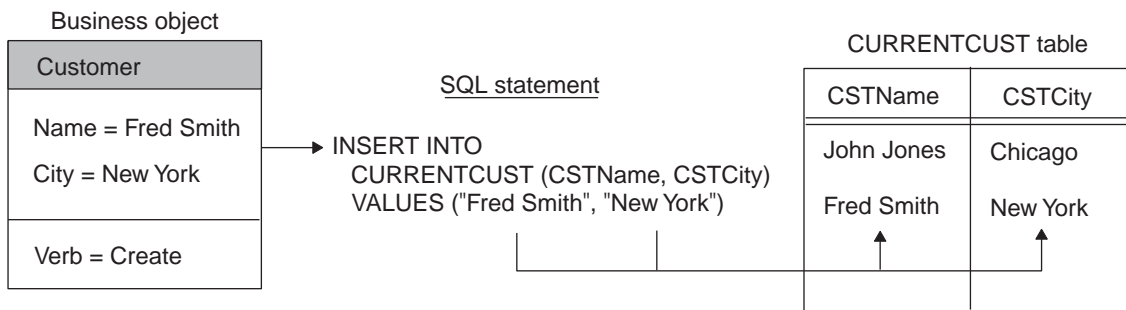 Business object
Customer
Name = Fred Smith
City = New York
Verb = Create
SQL statement
INSERT INTO
CURRENTCUST (CSTName, CSTCity)
VALUES ("Fred Smith", "New York")
CURRENTCUST table
CSTName CSTCity
John Jones Chicago
Fred Smith New York